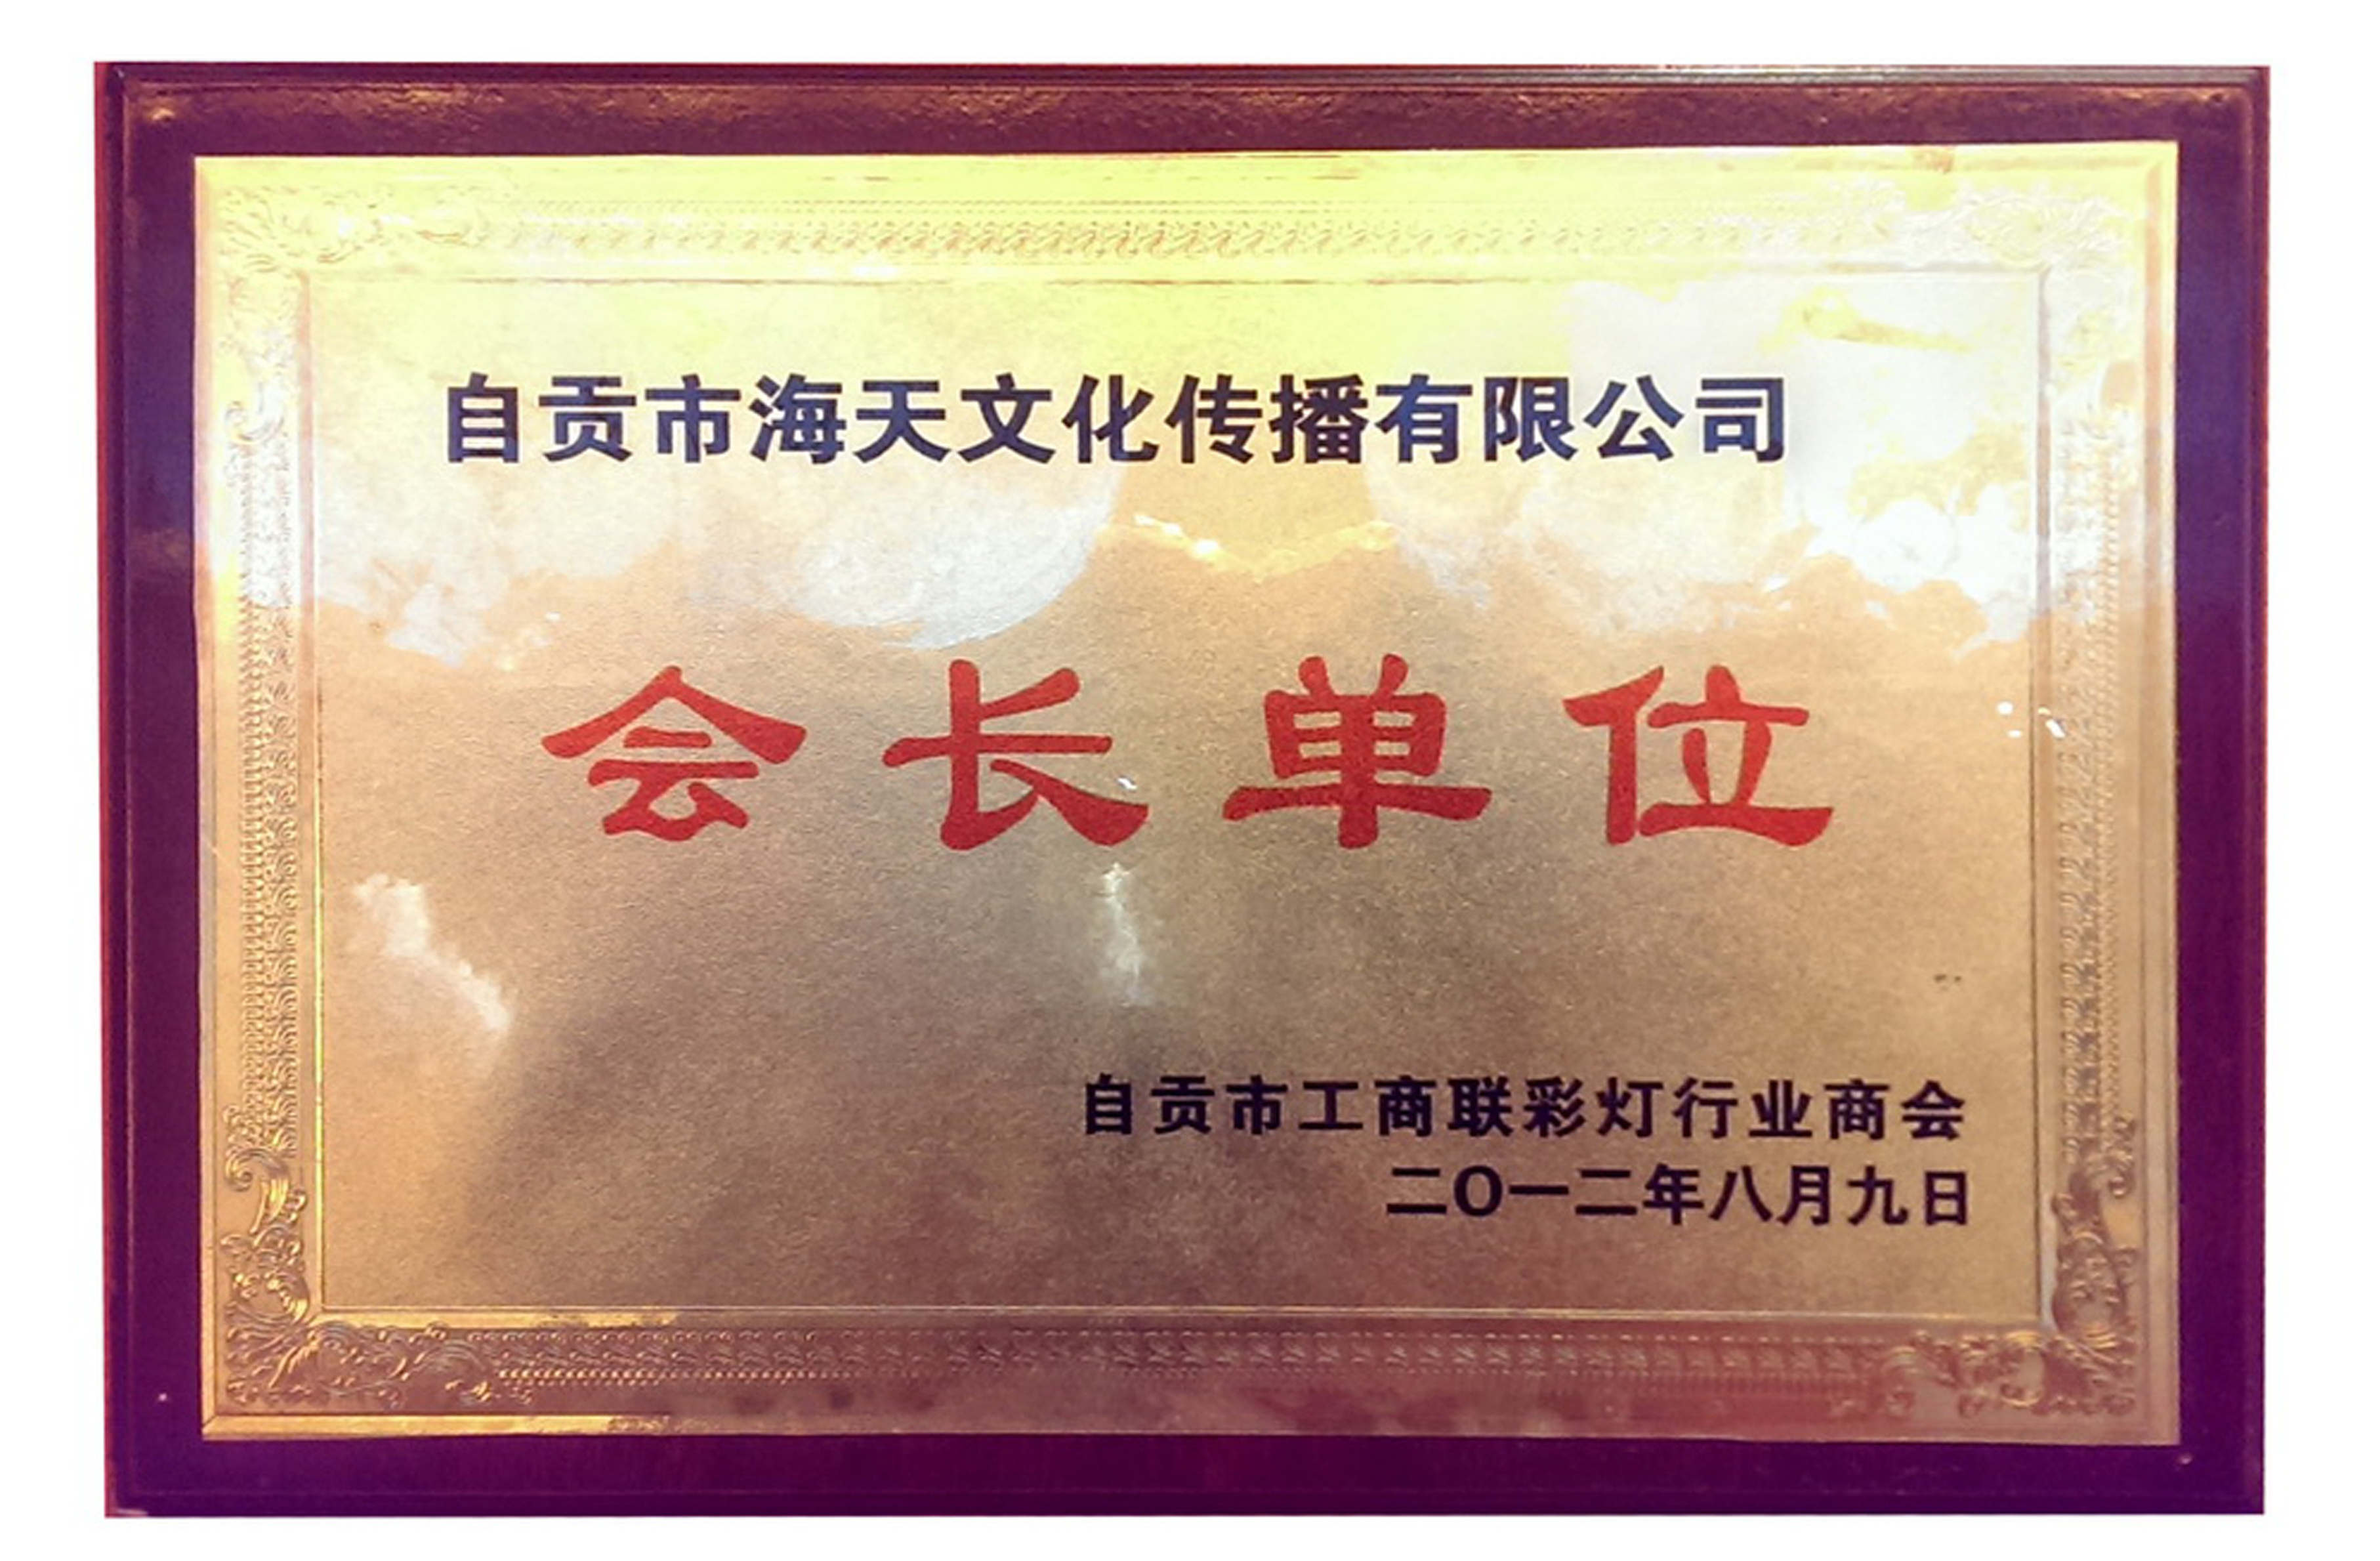 自贡市海天文化传播有限公司
会长单位
自贡市工商联彩灯行业商会
二〇一二年八月九日